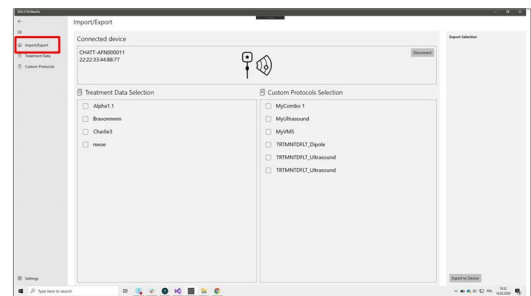 Import/Export
Import/Export
Treatment Data
Custom Protocols
Settings
Connected device
CHATT-AFN000011
22:22:33:44:88:77
Disconnect
Treatment Data Selection
Alpha1.1
Bravonnnnn
Charlie3
nwoe
Custom Protocols Selection
MyCombo 1
MyUltrasound
MyVMS
TRTMNTDFLT_Dipole
TRTMNTDFLT_Ultrasound
TRTMNTDFLT_Ultrasound
Export Selection
Export to Device
Type here to search